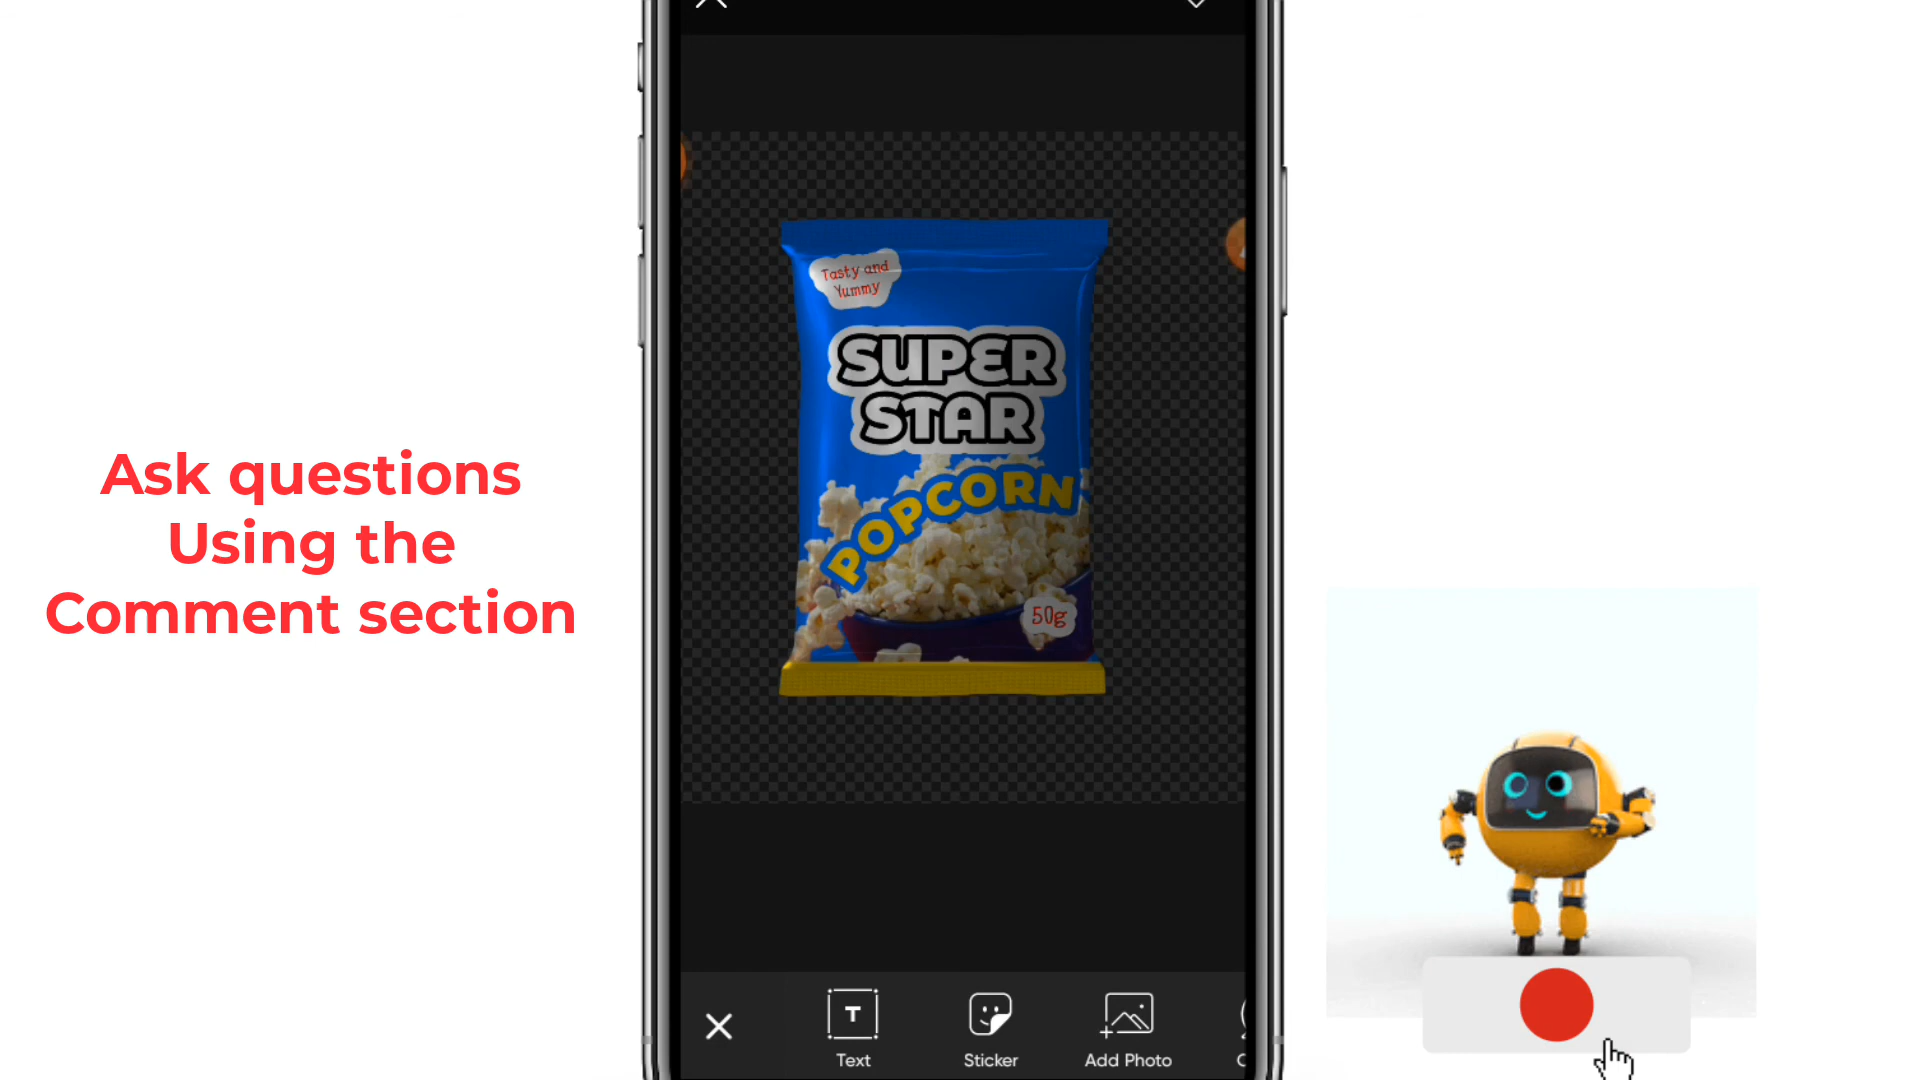 Ask questions
Using the
Comment section
Tasty and
Yummy
SUPER
STAR
POPCORN
50g
T
Text
Sticker
Add Photo